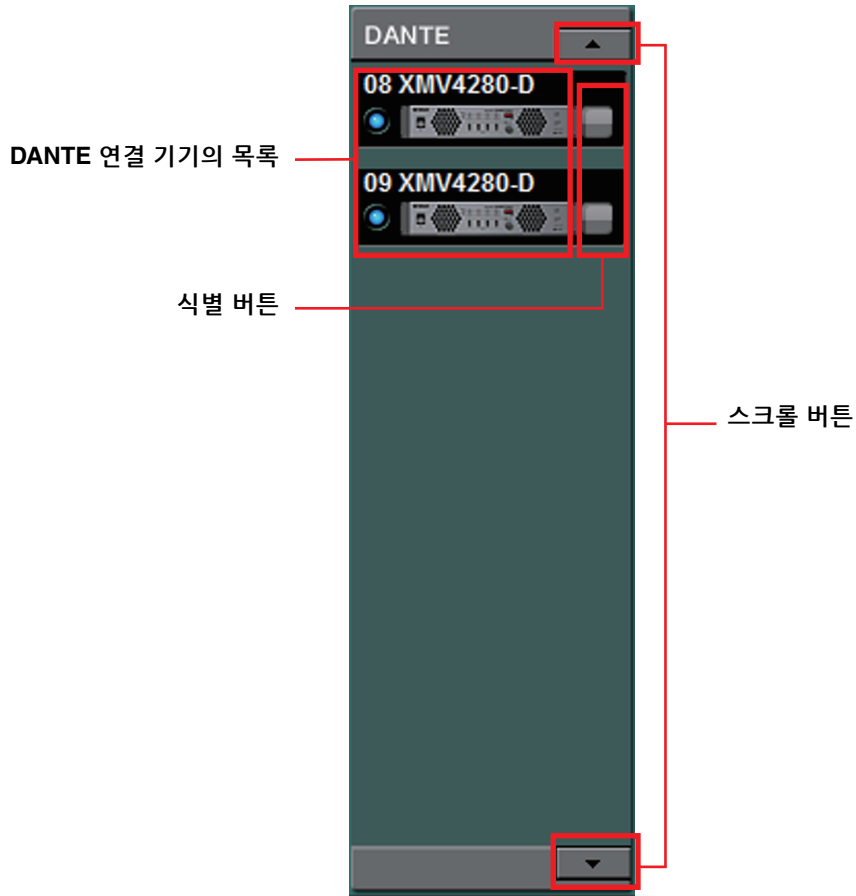 DANTE
08 XMV4280-D
DANTE 연결 기기의 목록
09 XMV4280-D
식별 버튼
스크롤 버튼